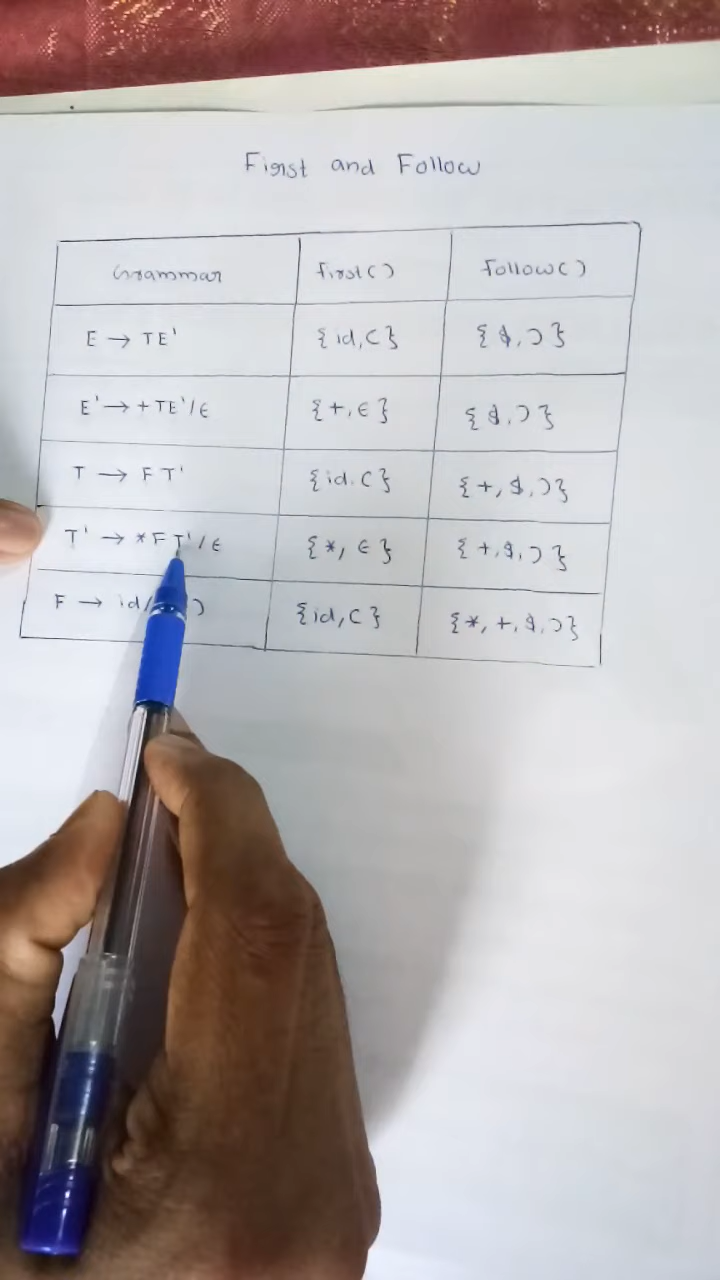 First and Follow
Grammar first() follow()
E → TE' {id, (} {$, )}
E' → +TE'/ϵ {+, ϵ} {$, )}
T → FT' {id, (} {+, $, )}
T' → *FT'/ϵ {*, ϵ} {+, $, )}
F → id/ ) {id, (} {*, +, $, )}